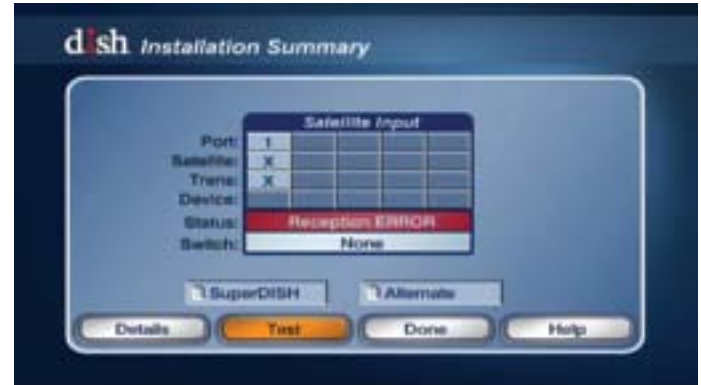 dish Installation Summary
Satellite Input
Port: 1
Satellite: X
Trans: X
Device:
Status: Reception ERROR
Switch: None
SuperDISH Alternate
Details Test Done Help